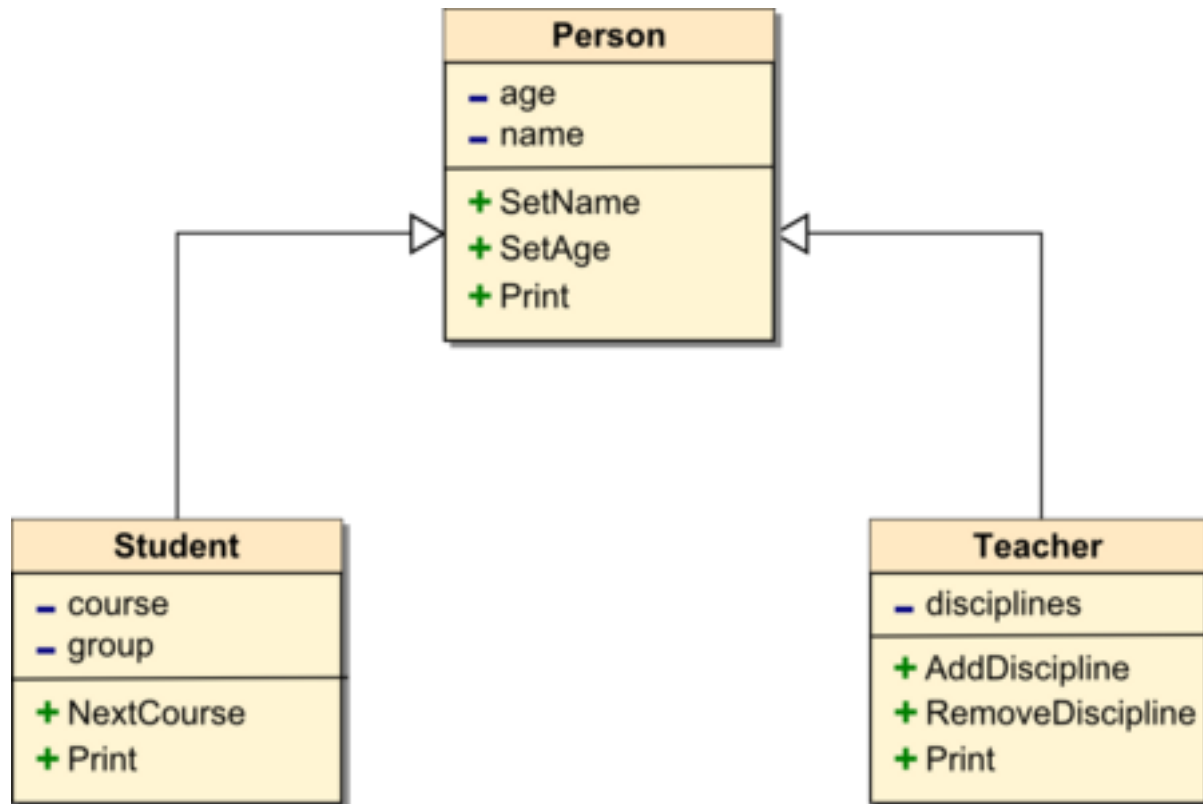 Person
- age
- name
+ SetName
+ SetAge
+ Print
Student
- course
- group
+ NextCourse
+ Print
Teacher
- disciplines
+ AddDiscipline
+ RemoveDiscipline
+ Print